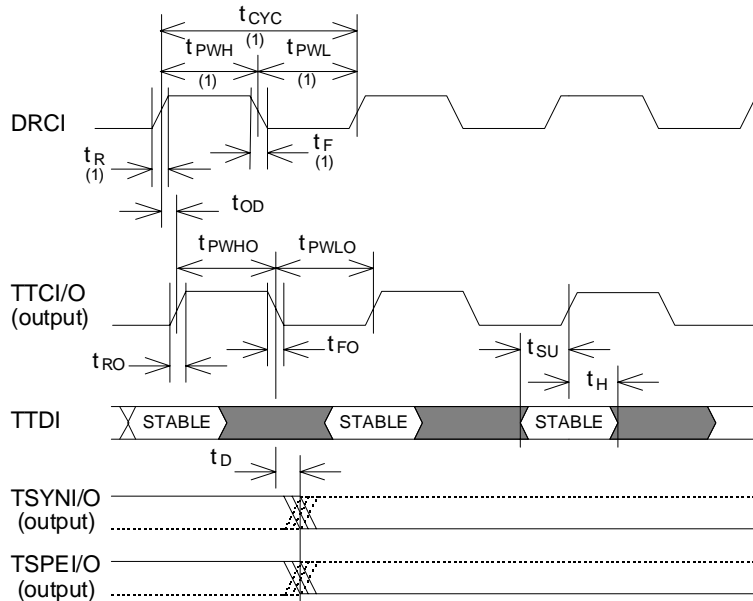 tCYC
(1)
tPWH
(1)
tPWL
(1)
DRCI
tR
(1)
tF
(1)
tOD
tPWHO
tPWLO
TTCI/O
(output)
tRO
tFO
tSU
tH
TTDI
STABLE
STABLE
STABLE
tD
TSYNI/O
(output)
TSPEI/O
(output)